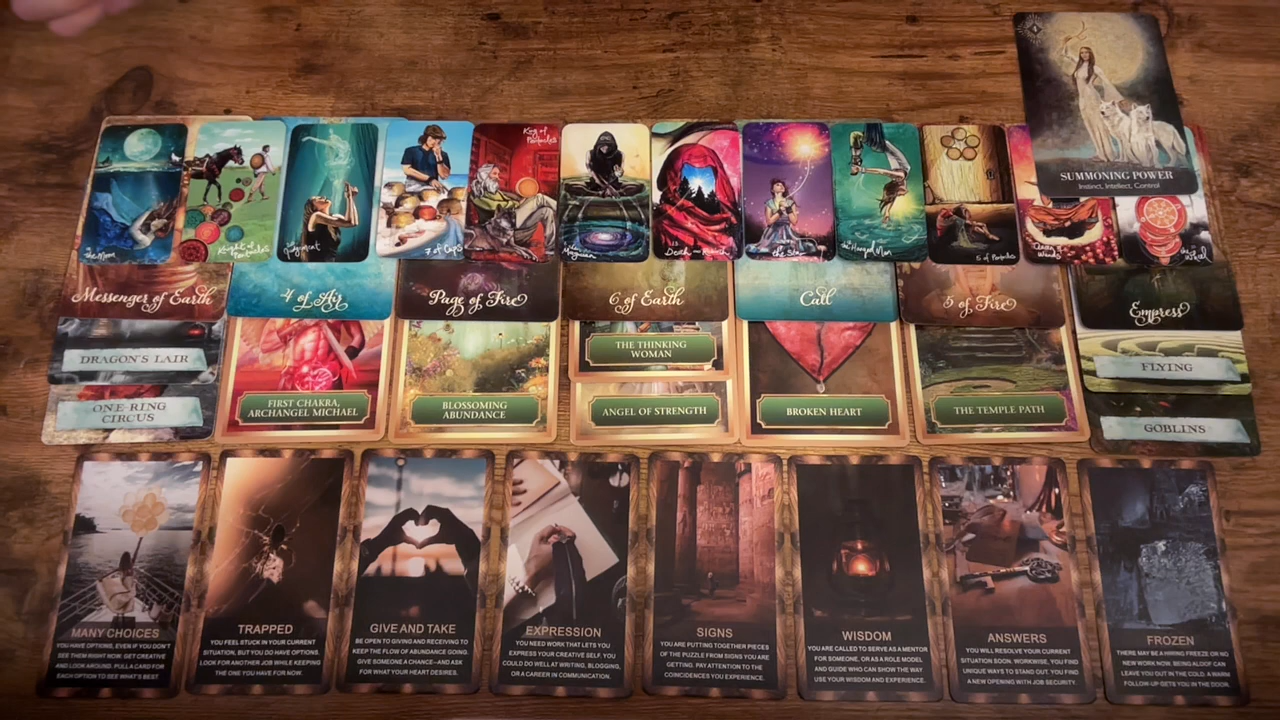 SUMMONING POWER
Instinct, Intellect, Control
the Moon
Knight of Pentacles
Judgement
7 of Cups
King of Pentacles
the Magician
Death
the Star
the Hanged Man
5 of Pentacles
Wands
the Wheel
Messenger of Earth
4 of Air
Page of Fire
6 of Earth
Call
5 of Fire
Empress
DRAGON'S LAIR
THE THINKING
WOMAN
FLYING
ONE-RING
CIRCUS
FIRST CHAKRA,
ARCHANGEL MICHAEL
BLOSSOMING
ABUNDANCE
ANGEL OF STRENGTH
BROKEN HEART
THE TEMPLE PATH
GOBLINS
MANY CHOICES
YOU HAVE OPTIONS, EVEN IF YOU DON'T
SEE THEM RIGHT NOW. GET CREATIVE
AND LOOK AROUND. PULL A CARD FOR
EACH OPTION TO SEE WHAT'S BEST.
TRAPPED
YOU FEEL STUCK IN YOUR CURRENT
SITUATION, BUT YOU DO HAVE OPTIONS.
LOOK FOR ANOTHER JOB WHILE KEEPING
THE ONE YOU HAVE FOR NOW.
GIVE AND TAKE
BE OPEN TO GIVING AND RECEIVING TO
KEEP THE FLOW OF ABUNDANCE GOING.
GIVE SOMEONE A CHANCE—AND ASK
FOR WHAT YOUR HEART DESIRES.
EXPRESSION
YOU NEED WORK THAT LETS YOU
EXPRESS YOUR CREATIVE SELF. YOU
COULD DO WELL AT WRITING, BLOGGING,
OR A CAREER IN COMMUNICATION.
SIGNS
YOU ARE PUTTING TOGETHER PIECES
OF THE PUZZLE FROM SIGNS YOU ARE
GETTING. PAY ATTENTION TO THE
COINCIDENCES YOU EXPERIENCE.
WISDOM
YOU ARE CALLED TO SERVE AS A MENTOR
FOR SOMEONE, OR AS A ROLE MODEL
AND GUIDE WHO CAN SHOW THE WAY
USE YOUR WISDOM AND EXPERIENCE.
ANSWERS
YOU WILL RESOLVE YOUR CURRENT
SITUATION SOON. WORKWISE, YOU FIND
UNIQUE WAYS TO STAND OUT. YOU FIND
A NEW OPENING WITH JOB SECURITY.
FROZEN
THERE MAY BE A HIRING FREEZE OR NO
NEW WORK NOW. BEING ALOOF CAN
LEAVE YOU OUT IN THE COLD. A WARM
FOLLOW-UP GETS YOU IN THE DOOR.